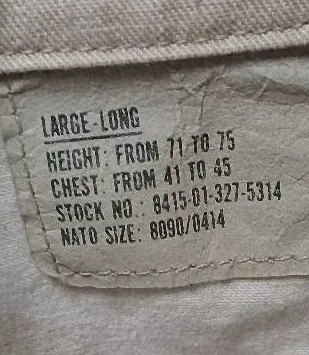 LARGE-LONG
HEIGHT: FROM 71 TO 75
CHEST: FROM 41 TO 45
STOCK NO.: 8415-01-327-5314
NATO SIZE: 8090/0414